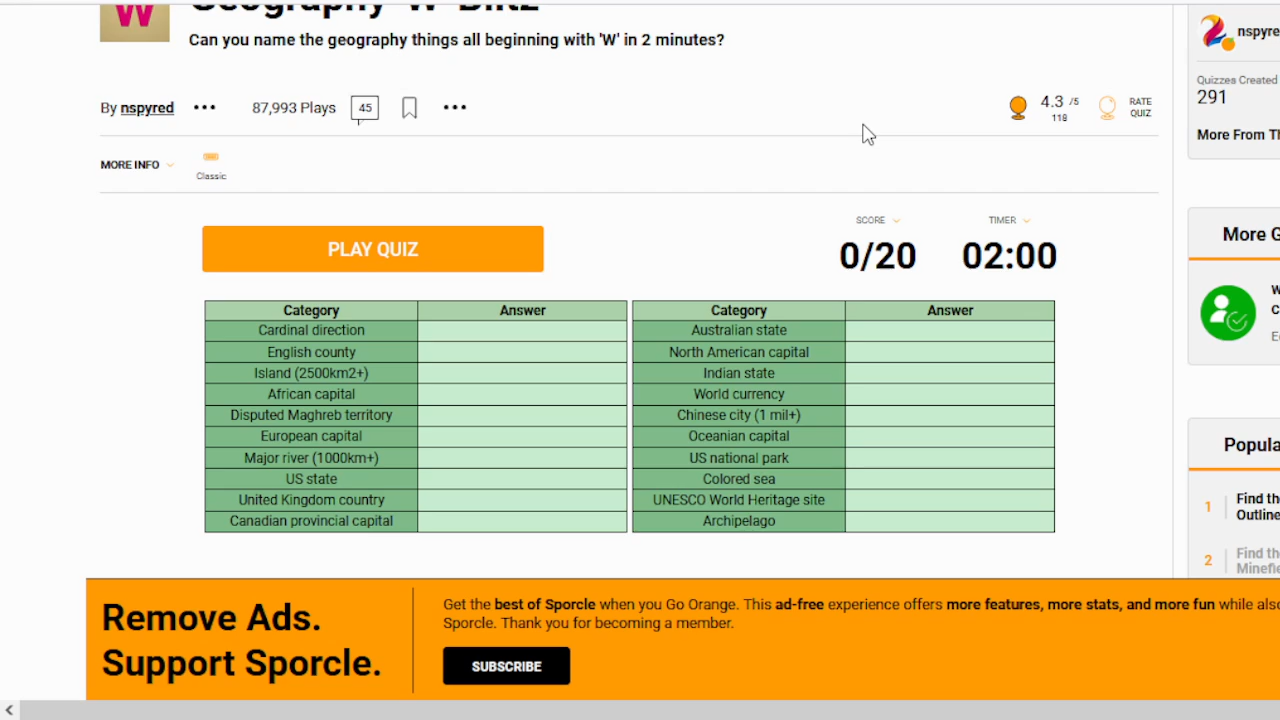 W
Geography 'W' Blitz
Can you name the geography things all beginning with 'W' in 2 minutes?
By nspyred ••• 87,993 Plays 45 •••
4.3 /5
118
RATE
QUIZ
MORE INFO
Classic
PLAY QUIZ
SCORE
0/20
TIMER
02:00
Category Answer Category Answer
Cardinal direction Australian state
English county North American capital
Island (2500km2+) Indian state
African capital World currency
Disputed Maghreb territory Chinese city (1 mil+)
European capital Oceanian capital
Major river (1000km+) US national park
US state Colored sea
United Kingdom country UNESCO World Heritage site
Canadian provincial capital Archipelago
nspyre
Quizzes Created
291
More From Th
More G
W
C
E
Popula
1 Find the
Outline
2 Find the
Minefie
Remove Ads.
Support Sporcle.
Get the best of Sporcle when you Go Orange. This ad-free experience offers more features, more stats, and more fun while also
Sporcle. Thank you for becoming a member.
SUBSCRIBE